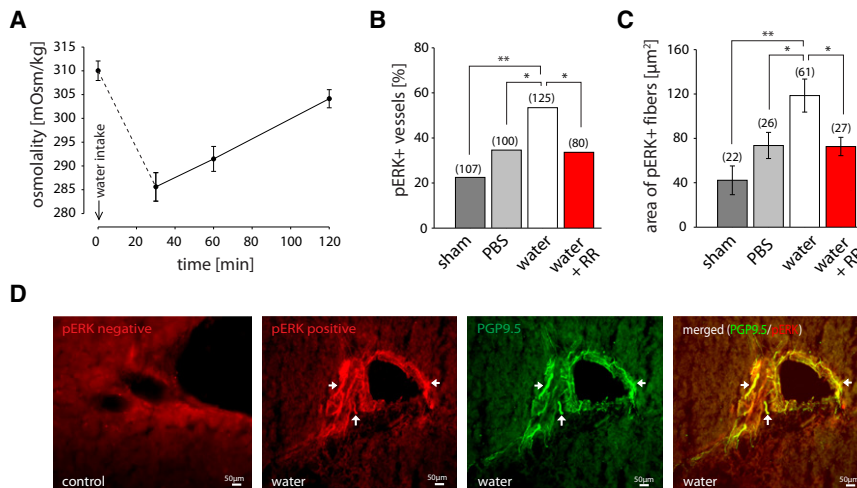 A
osmolality [mOsm/kg]
315
310
305
300
295
290
285
280
water intake
0 20 40 60 80 100 120
time [min]
B
pERK+ vessels [%]
80
60
40
20
0
**
* *
(107)
(100)
(125)
(80)
sham
PBS
water
water
+ RR
C
area of pERK+ fibers [µm²]
160
120
80
40
0
**
* *
(22)
(26)
(61)
(27)
sham
PBS
water
water
+ RR
D
pERK negative
control
50µm
pERK positive
water
50µm
PGP9.5
water
50µm
merged (PGP9.5/pERK)
water
50µm